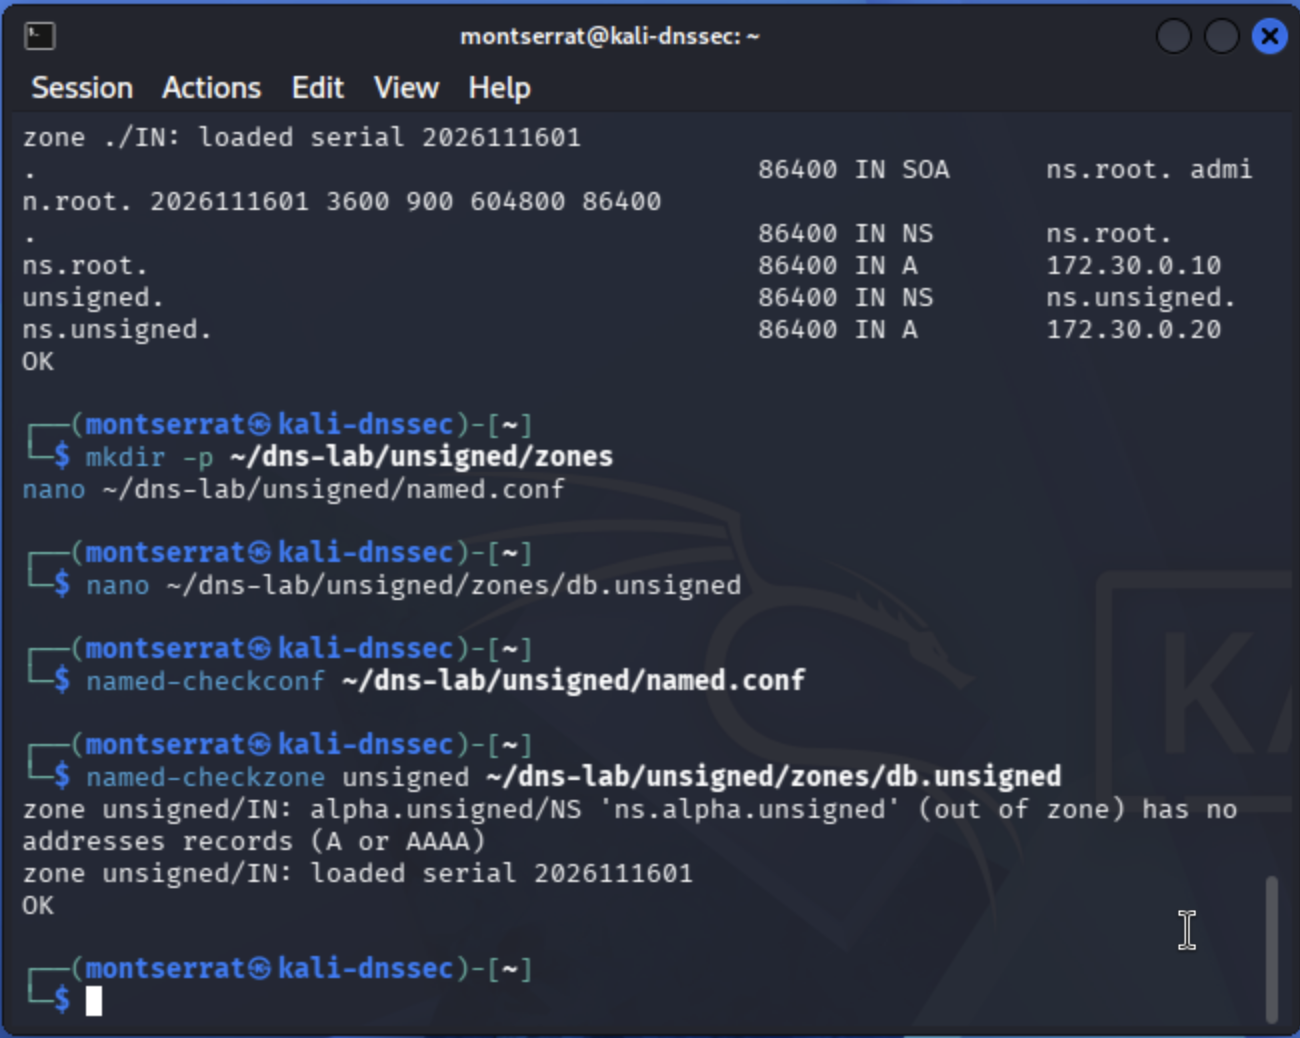 montserrat@kali-dnssec: ~
Session Actions Edit View Help
zone ./IN: loaded serial 2026111601
. 86400 IN SOA ns.root. admi
n.root. 2026111601 3600 900 604800 86400
. 86400 IN NS ns.root.
ns.root. 86400 IN A 172.30.0.10
unsigned. 86400 IN NS ns.unsigned.
ns.unsigned. 86400 IN A 172.30.0.20
OK
┌──(montserrat㉿kali-dnssec)-[~]
└─$ mkdir -p ~/dns-lab/unsigned/zones
nano ~/dns-lab/unsigned/named.conf
┌──(montserrat㉿kali-dnssec)-[~]
└─$ nano ~/dns-lab/unsigned/zones/db.unsigned
┌──(montserrat㉿kali-dnssec)-[~]
└─$ named-checkconf ~/dns-lab/unsigned/named.conf
┌──(montserrat㉿kali-dnssec)-[~]
└─$ named-checkzone unsigned ~/dns-lab/unsigned/zones/db.unsigned
zone unsigned/IN: alpha.unsigned/NS 'ns.alpha.unsigned' (out of zone) has no
addresses records (A or AAAA)
zone unsigned/IN: loaded serial 2026111601
OK
┌──(montserrat㉿kali-dnssec)-[~]
└─$